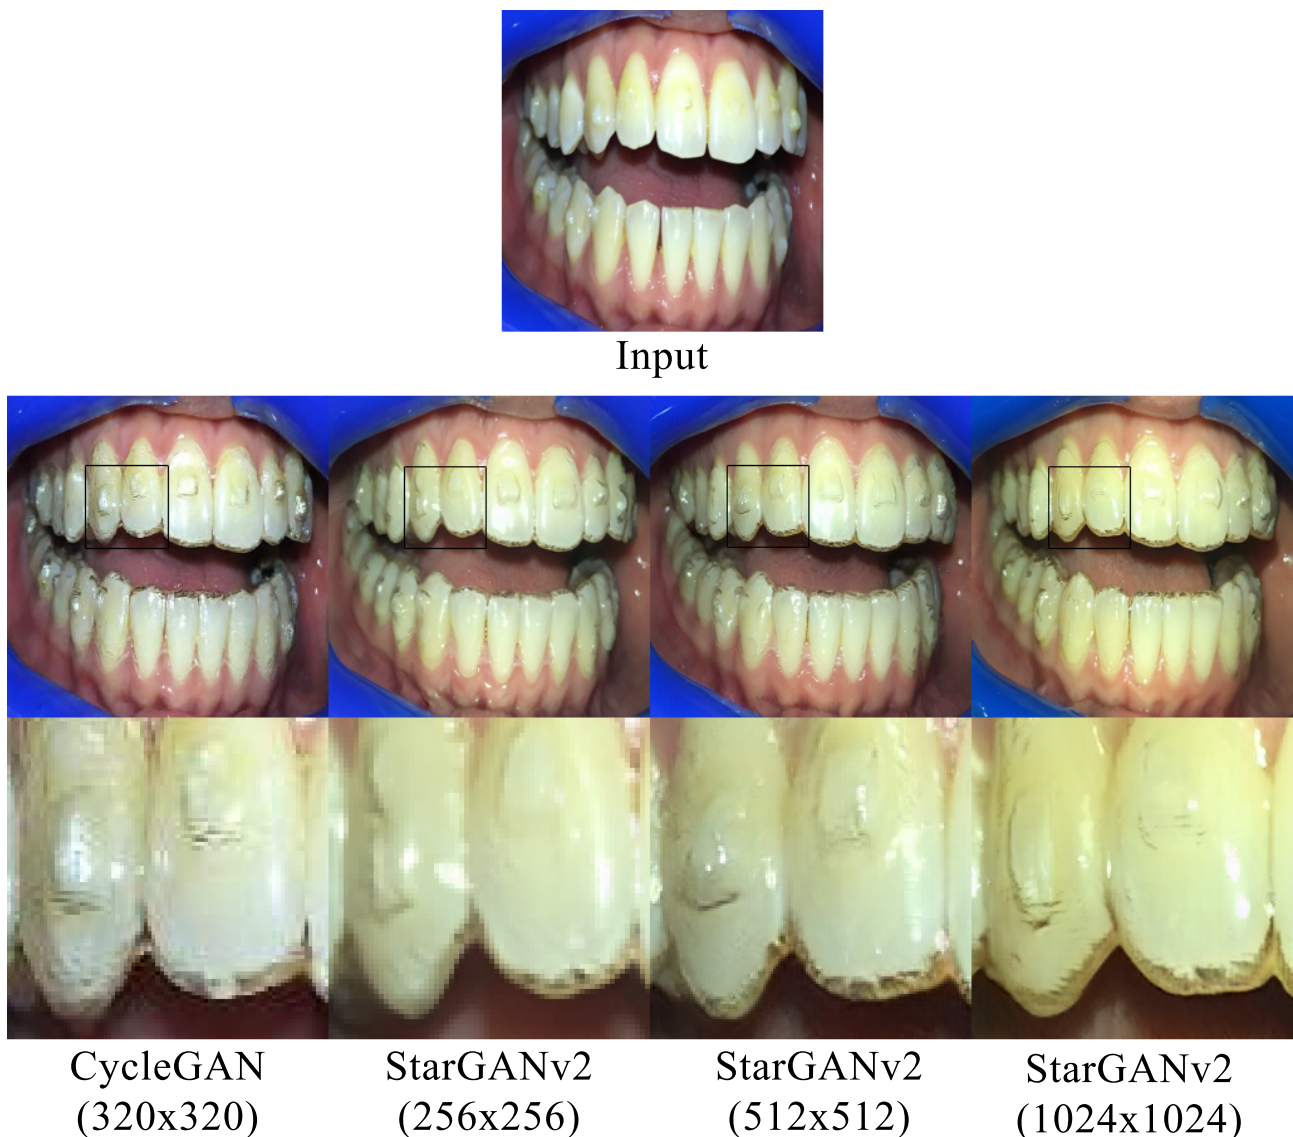 Input
CycleGAN
(320x320)
StarGANv2
(256x256)
StarGANv2
(512x512)
StarGANv2
(1024x1024)